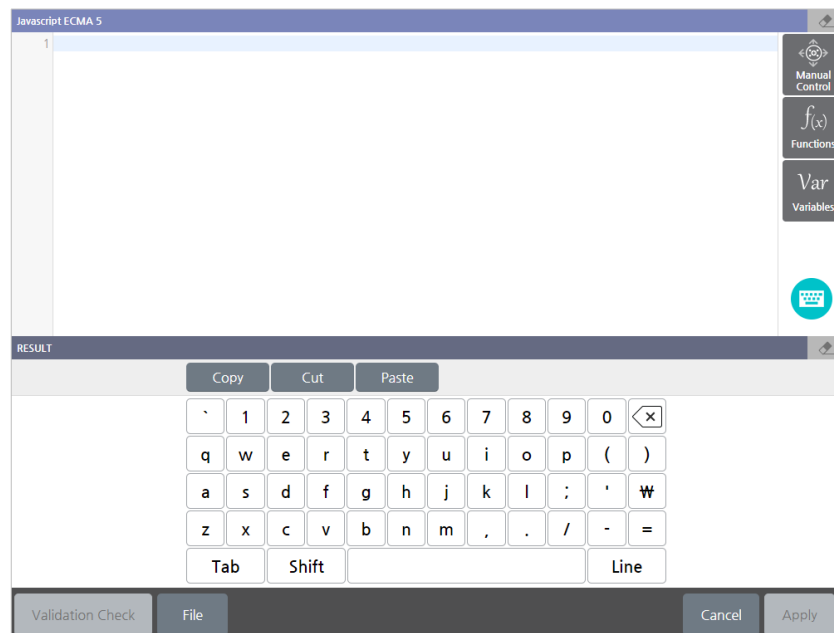 Javascript ECMA 5
1
Manual
Control
f(x)
Functions
Var
Variables
RESULT
Copy Cut Paste
` 1 2 3 4 5 6 7 8 9 0
q w e r t y u i o p ( )
a s d f g h j k l ; ' ₩
z x c v b n m , . / - =
Tab Shift Line
Validation Check File Cancel Apply